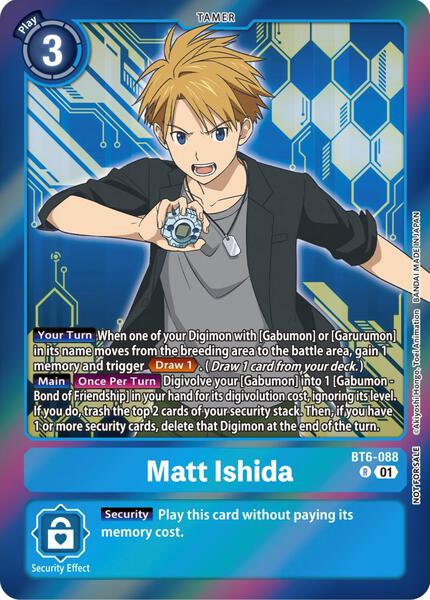 TAMER
Play
3
Your Turn When one of your Digimon with [Gabumon] or [Garurumon]
in its name moves from the breeding area to the battle area, gain 1
memory and trigger Draw 1. (Draw 1 card from your deck.)
Main Once Per Turn Digivolve your [Gabumon] into 1 [Gabumon -
Bond of Friendship] in your hand for its digivolution cost, ignoring its level.
If you do, trash the top 2 cards of your security stack. Then, if you have
1 or more security cards, delete that Digimon at the end of the turn.
NOT FOR SALE ©Akiyoshi Hongo, Toei Animation BANDAI MADE IN JAPAN
BT6-088
Matt Ishida
R 01
Security Play this card without paying its
memory cost.
Security Effect